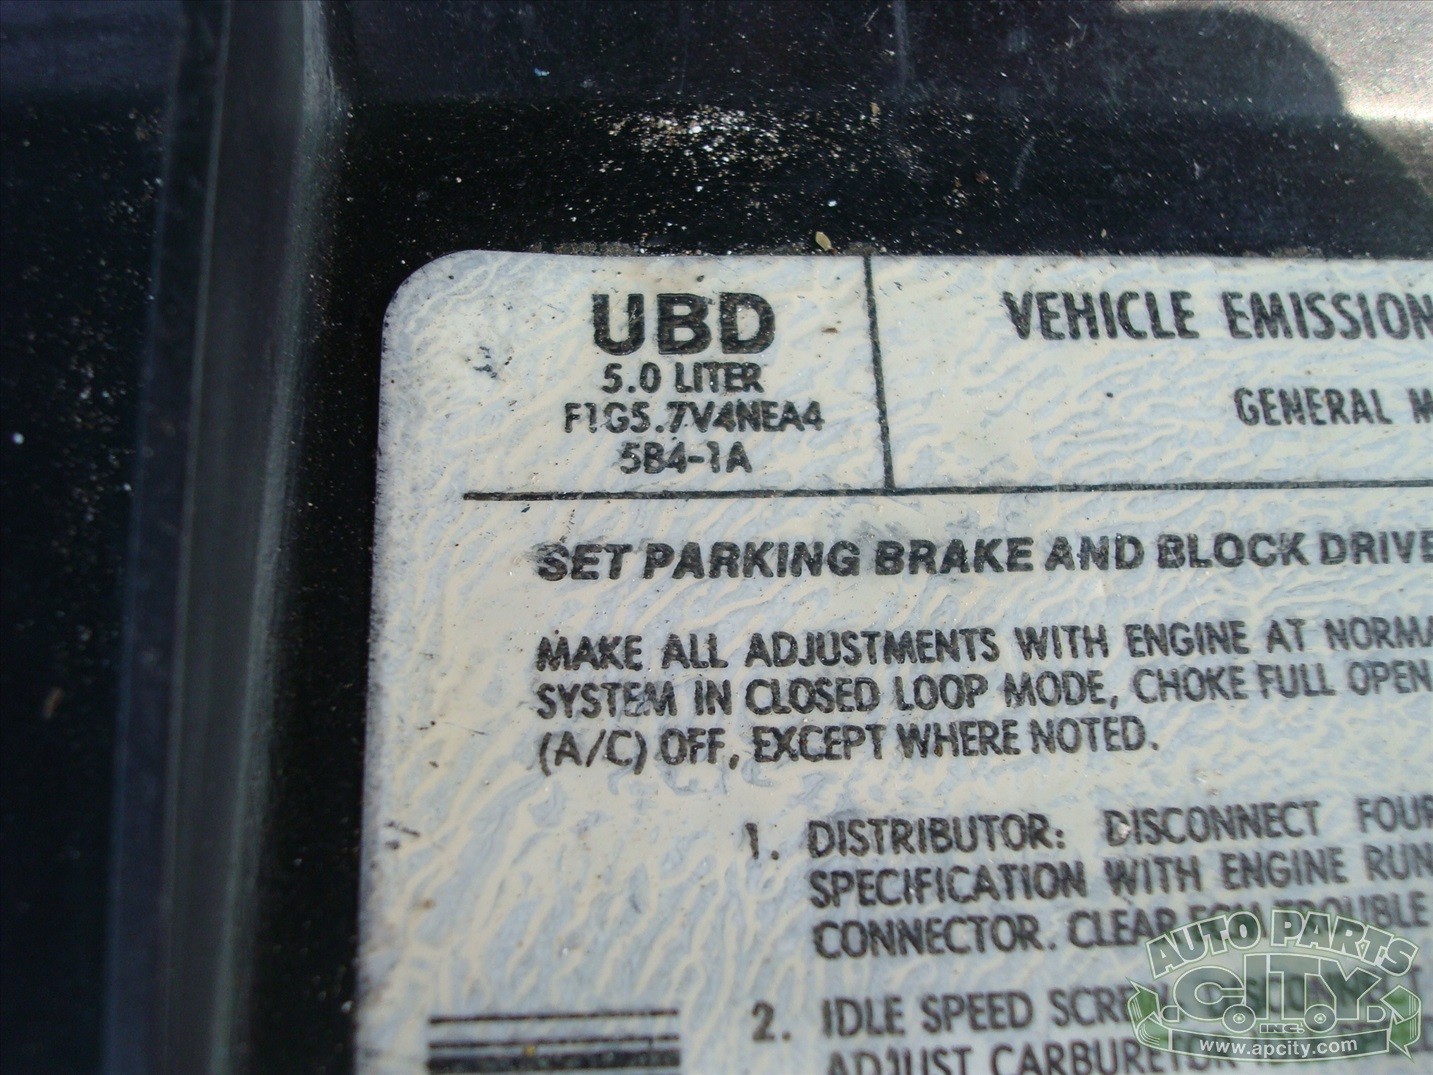 UBD
5.0 LITER
F1G5.7V4NEA4
5B4-1A
VEHICLE EMISSION
GENERAL M
SET PARKING BRAKE AND BLOCK DRIVE
MAKE ALL ADJUSTMENTS WITH ENGINE AT NORMA
SYSTEM IN CLOSED LOOP MODE, CHOKE FULL OPEN
(A/C) OFF, EXCEPT WHERE NOTED.
1. DISTRIBUTOR: DISCONNECT FOUR
SPECIFICATION WITH ENGINE RUN
CONNECTOR. CLEAR ECM TROUBLE
2. IDLE SPEED
ADJUST
AUTO PARTS
CITY
INC.
www.apcity.com